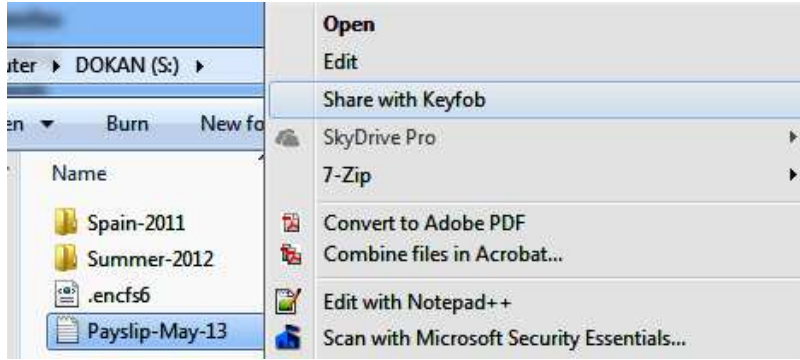 uter ▸ DOKAN (S:) ▸
en ▾ Burn New fo
Name
Spain-2011
Summer-2012
.encfs6
Payslip-May-13
Open
Edit
Share with Keyfob
SkyDrive Pro
7-Zip
Convert to Adobe PDF
Combine files in Acrobat...
Edit with Notepad++
Scan with Microsoft Security Essentials...